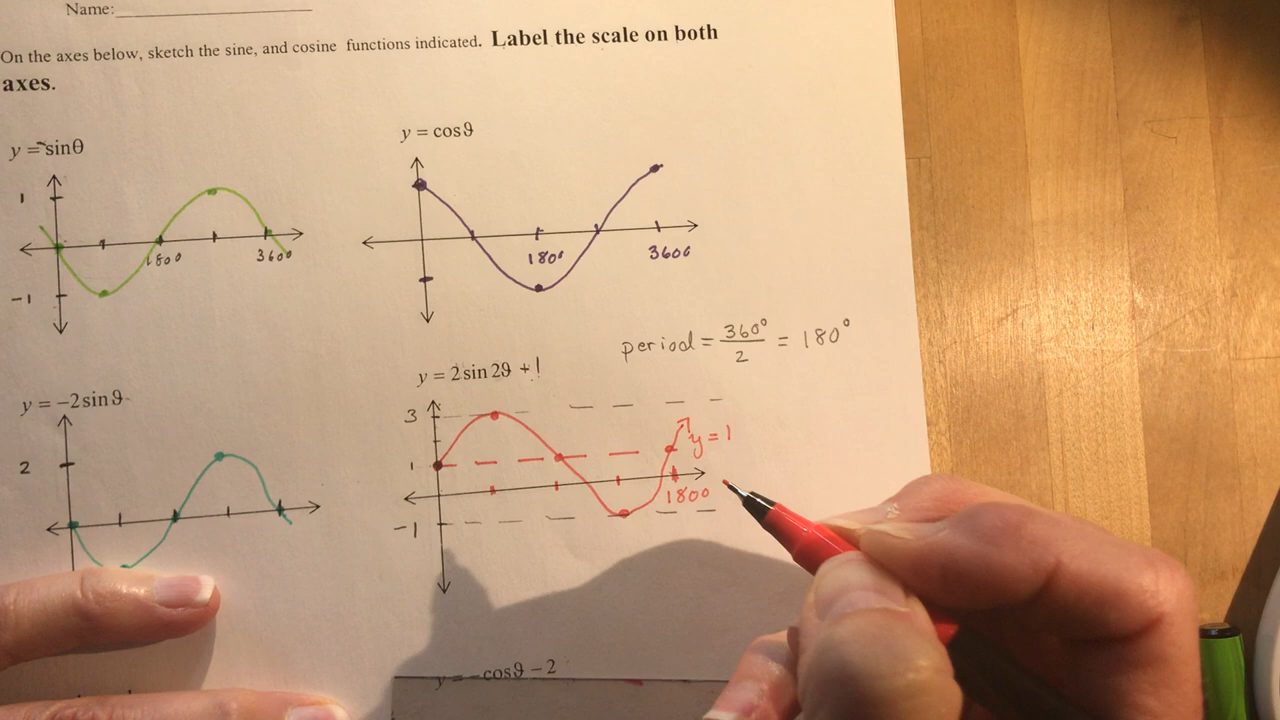 Name:
On the axes below, sketch the sine, and cosine functions indicated. Label the scale on both
axes.
y = -sinθ
y = cosϑ
1
180°
360°
-1
180°
360°
period = 360°/2 = 180°
y = 2sin 2ϑ +1
y = -2sinϑ
3
y=1
2
1
180°
-1
y = -cosϑ - 2